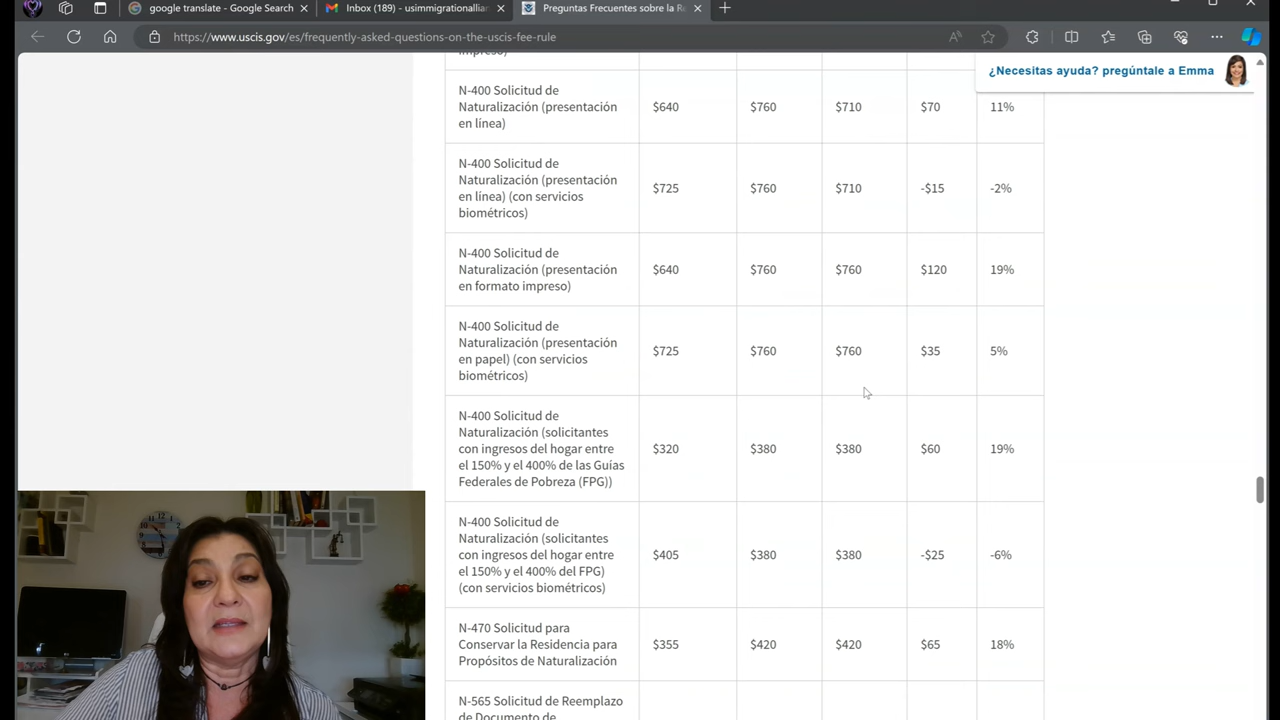 google translate - Google Search
Inbox (189) - usimmigrationallian
Preguntas Frecuentes sobre la Re
https://www.uscis.gov/es/frequently-asked-questions-on-the-uscis-fee-rule
¿Necesitas ayuda? pregúntale a Emma
impreso)
N-400 Solicitud de
Naturalización (presentación
en línea)
$640
$760
$710
$70
11%
N-400 Solicitud de
Naturalización (presentación
en línea) (con servicios
biométricos)
$725
$760
$710
-$15
-2%
N-400 Solicitud de
Naturalización (presentación
en formato impreso)
$640
$760
$760
$120
19%
N-400 Solicitud de
Naturalización (presentación
en papel) (con servicios
biométricos)
$725
$760
$760
$35
5%
N-400 Solicitud de
Naturalización (solicitantes
con ingresos del hogar entre
el 150% y el 400% de las Guías
Federales de Pobreza (FPG))
$320
$380
$380
$60
19%
N-400 Solicitud de
Naturalización (solicitantes
con ingresos del hogar entre
el 150% y el 400% del FPG)
(con servicios biométricos)
$405
$380
$380
-$25
-6%
N-470 Solicitud para
Conservar la Residencia para
Propósitos de Naturalización
$355
$420
$420
$65
18%
N-565 Solicitud de Reemplazo
de Documento de